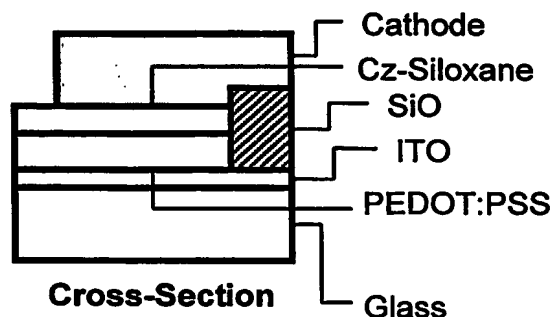 Cathode
Cz-Siloxane
SiO
ITO
PEDOT:PSS
Glass
Cross-Section